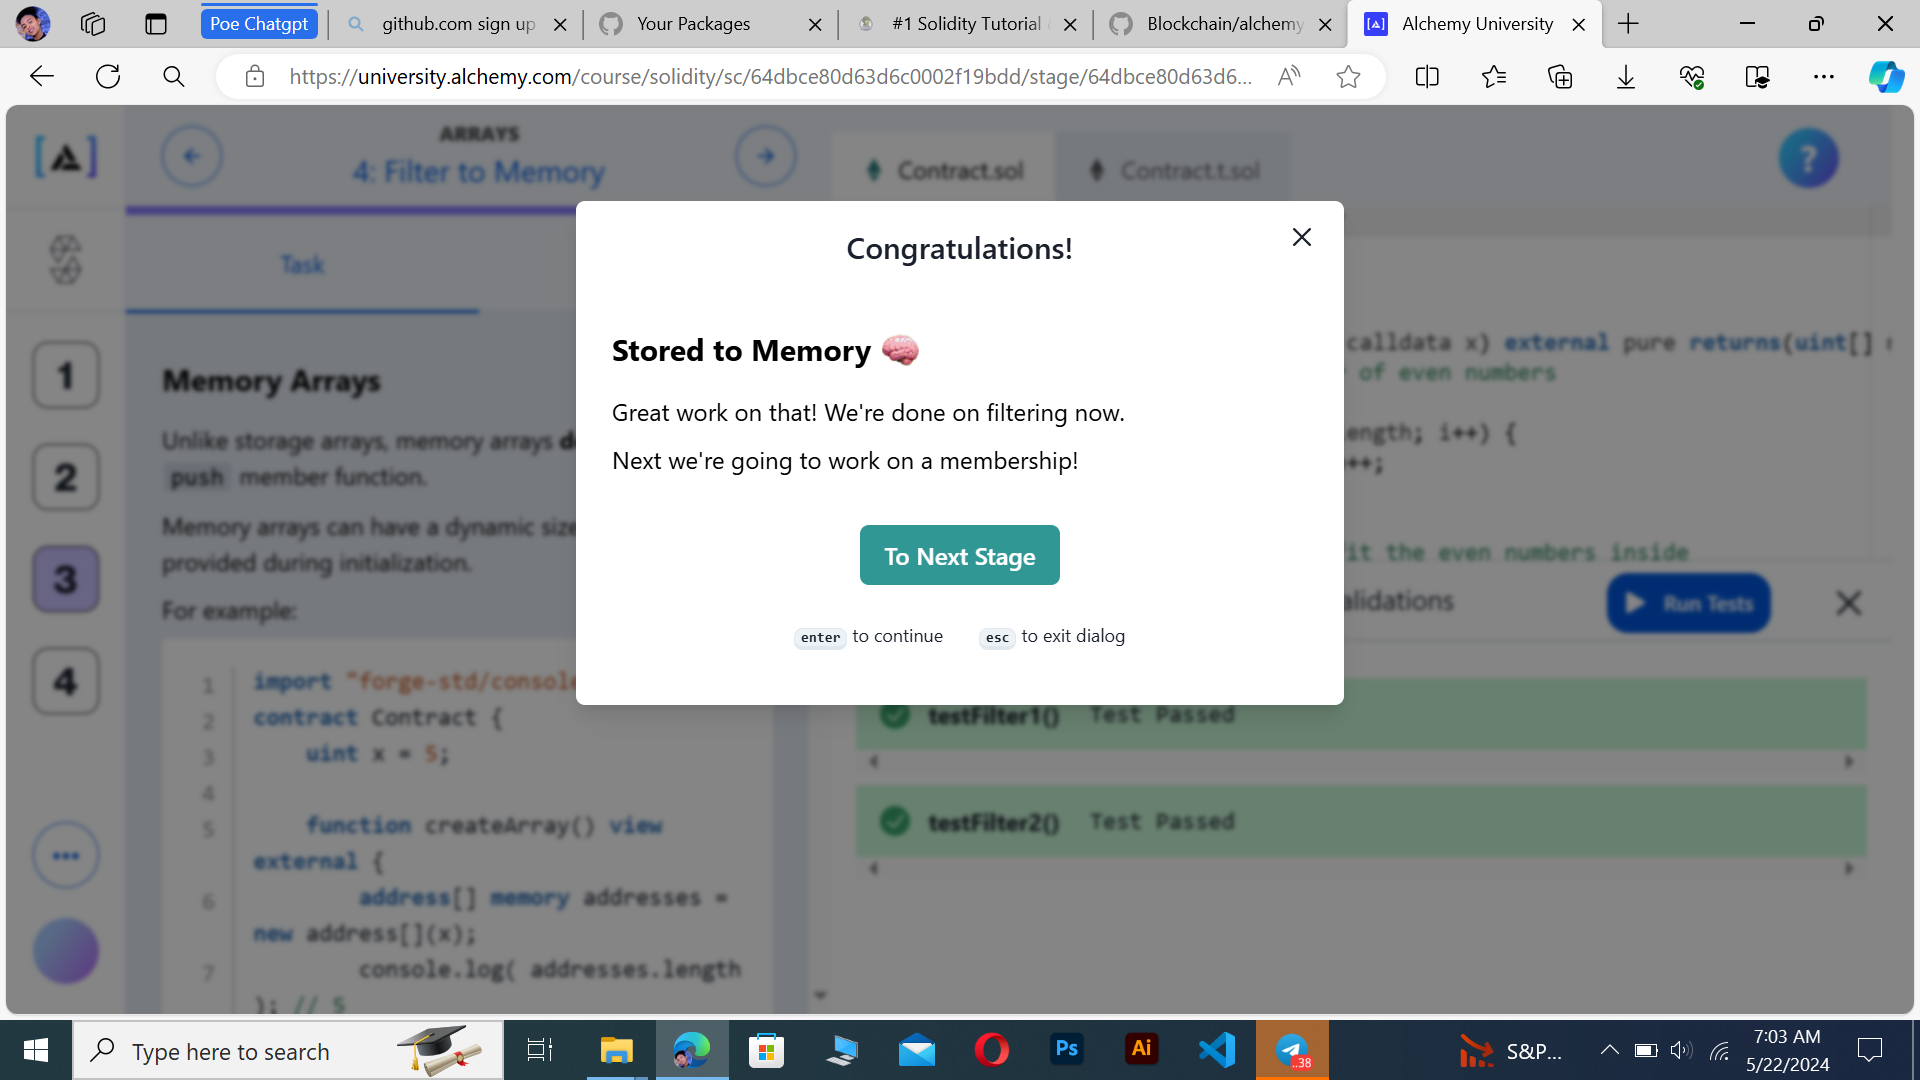 Poe Chatgpt
github.com sign up
Your Packages
#1 Solidity Tutorial
Blockchain/alchemy
[A] Alchemy University
https://university.alchemy.com/course/solidity/sc/64dbce80d63d6c0002f19bdd/stage/64dbce80d63d6...
ARRAYS
4: Filter to Memory
Contract.sol
Contract.t.sol
?
Task
Congratulations!
Stored to Memory 🧠
Great work on that! We're done on filtering now.
Next we're going to work on a membership!
To Next Stage
enter to continue
esc to exit dialog
1
2
3
4
Memory Arrays
Unlike storage arrays, memory arrays
push member function.
Memory arrays can have a dynamic size
provided during initialization.
For example:
1 import "forge-std/console
2 contract Contract {
3 uint x = 5;
4
5 function createArray() view
external {
6 address[] memory addresses =
new address[](x);
7 console.log( addresses.length
); // 5
calldata x) external pure returns(uint[]
of even numbers
ength; i++) {
++;
fit the even numbers inside
alidations
Run Tests
testFilter1() Test Passed
testFilter2() Test Passed
Type here to search
Ps
Ai
..38
S&P...
7:03 AM
5/22/2024